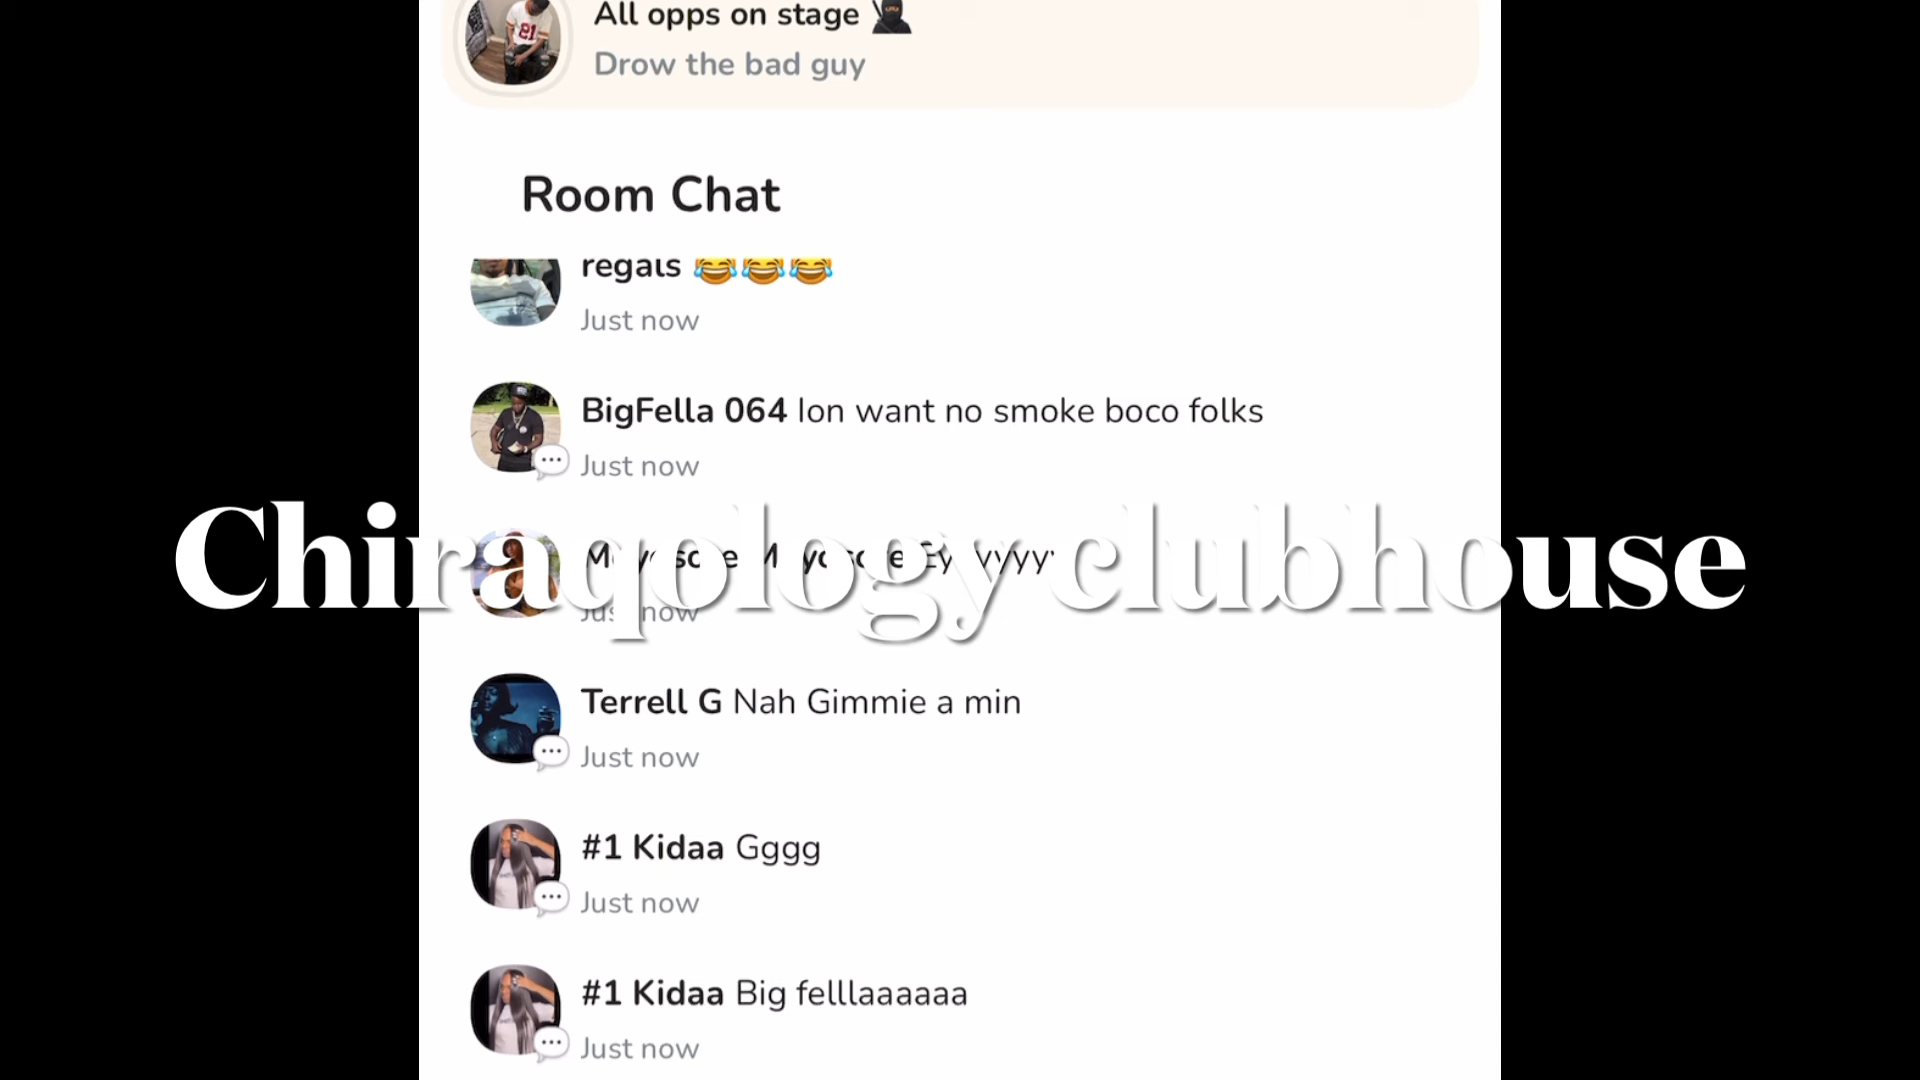 All opps on stage 🥷
Drow the bad guy
Room Chat
regals 😂😂😂
Just now
BigFella 064 Ion want no smoke boco folks
Just now
Chiraqology clubhouse
Just now
Terrell G Nah Gimmie a min
Just now
#1 Kidaa Gggg
Just now
#1 Kidaa Big felllaaaaaa
Just now